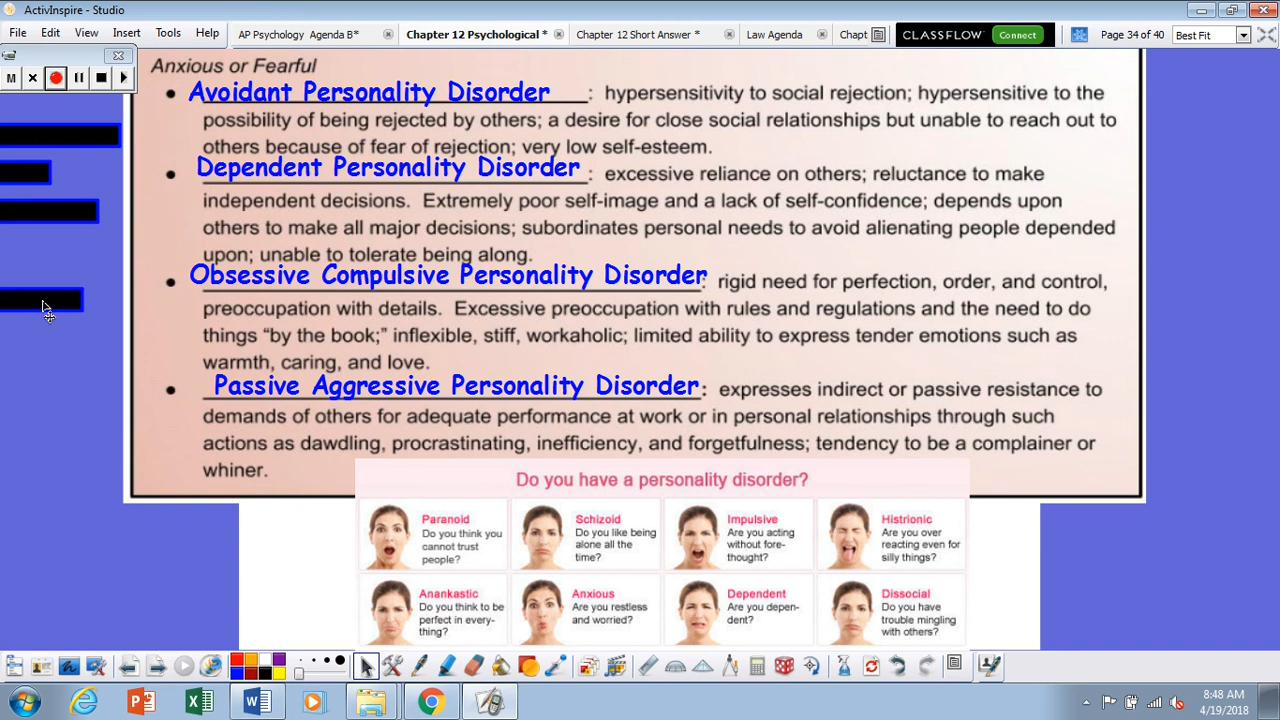 ActivInspire - Studio
File Edit View Insert Tools Help AP Psychology Agenda B* Chapter 12 Psychological * Chapter 12 Short Answer * Law Agenda Chapt CLASSFLOW Connect Page 34 of 40 Best Fit
M
Anxious or Fearful
• Avoidant Personality Disorder: hypersensitivity to social rejection; hypersensitive to the
possibility of being rejected by others; a desire for close social relationships but unable to reach out to
others because of fear of rejection; very low self-esteem.
• Dependent Personality Disorder: excessive reliance on others; reluctance to make
independent decisions. Extremely poor self-image and a lack of self-confidence; depends upon
others to make all major decisions; subordinates personal needs to avoid alienating people depended
upon; unable to tolerate being along.
• Obsessive Compulsive Personality Disorder: rigid need for perfection, order, and control,
preoccupation with details. Excessive preoccupation with rules and regulations and the need to do
things “by the book;” inflexible, stiff, workaholic; limited ability to express tender emotions such as
warmth, caring, and love.
• Passive Aggressive Personality Disorder: expresses indirect or passive resistance to
demands of others for adequate performance at work or in personal relationships through such
actions as dawdling, procrastinating, inefficiency, and forgetfulness; tendency to be a complainer or
whiner.
Do you have a personality disorder?
Paranoid
Do you think you
cannot trust
people?
Schizoid
Do you like being
alone all the
time?
Impulsive
Are you acting
without fore-
thought?
Histrionic
Are you over
reacting even for
silly things?
Anankastic
Do you think to be
perfect in every-
thing?
Anxious
Are you restless
and worried?
Dependent
Are you depen-
dent?
Dissocial
Do you have
trouble mingling
with others?
8:48 AM
4/19/2018